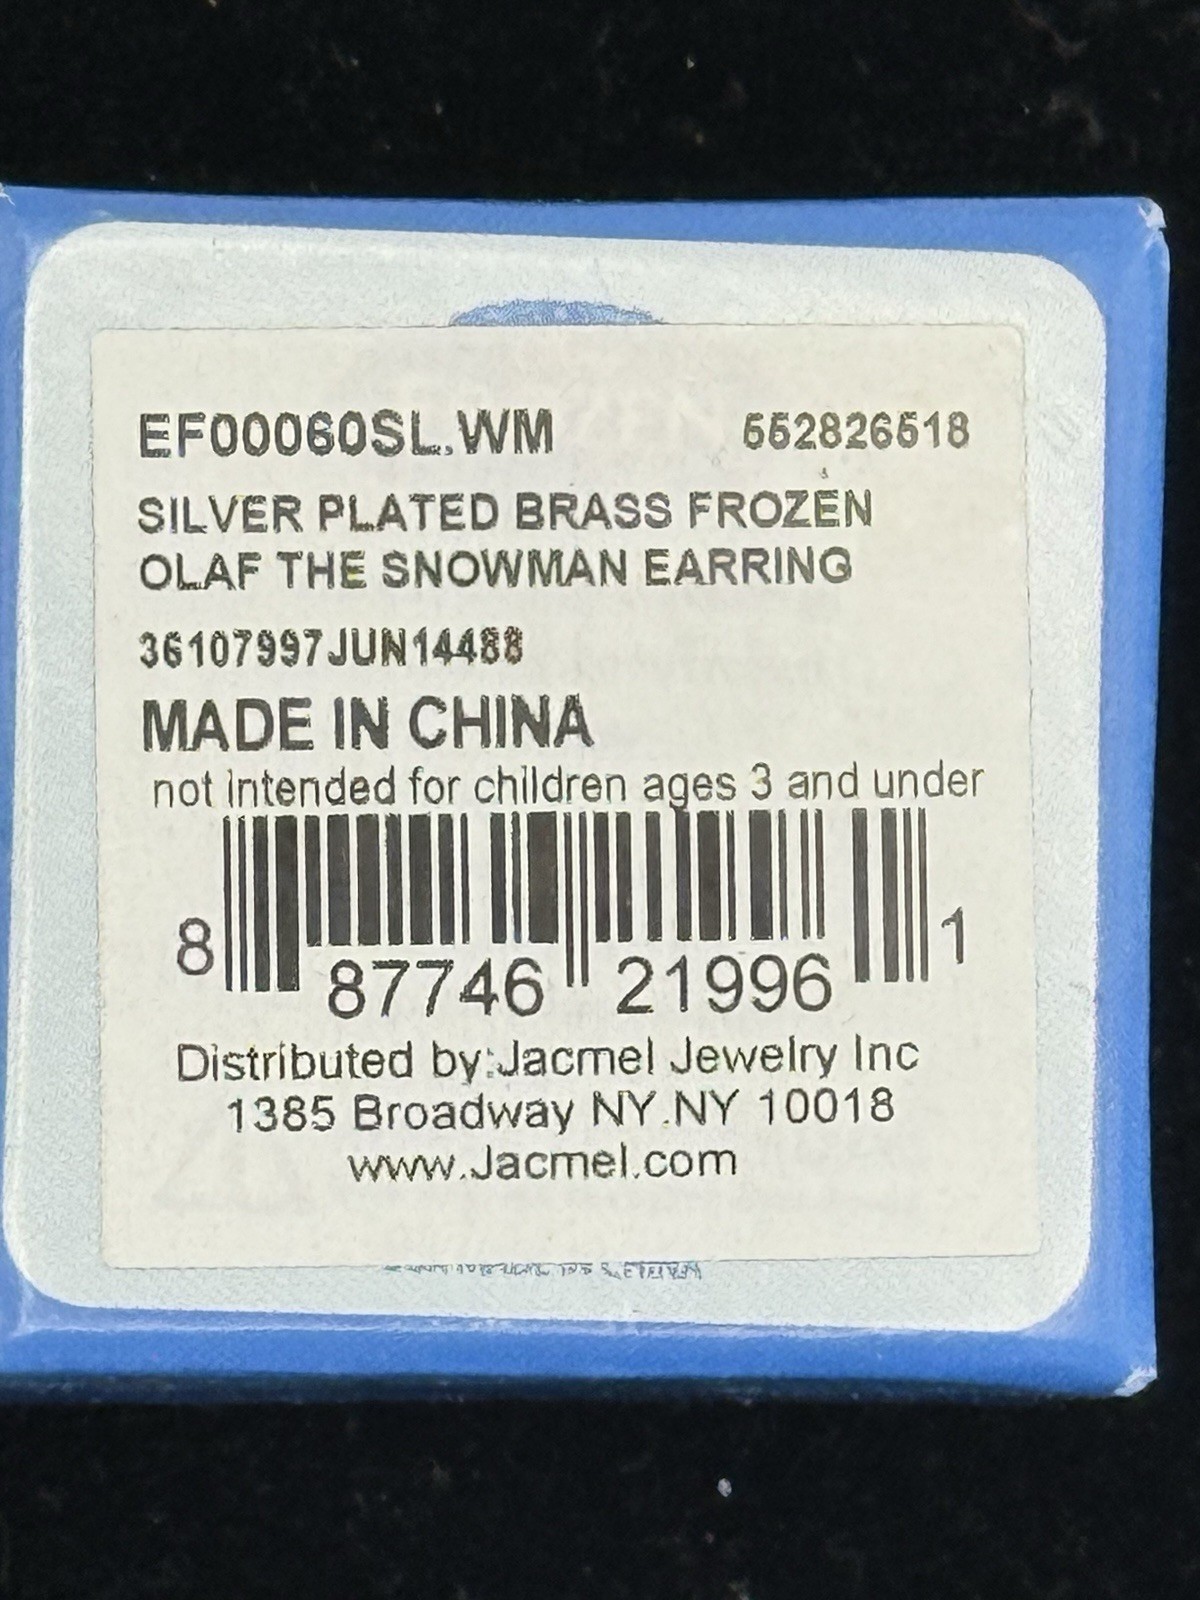 EF00060SL.WM 552826518
SILVER PLATED BRASS FROZEN
OLAF THE SNOWMAN EARRING
36107997JUN14488
MADE IN CHINA
not intended for children ages 3 and under
8 87746 21996 1
Distributed by:Jacmel Jewelry Inc
1385 Broadway NY.NY 10018
www.Jacmel.com